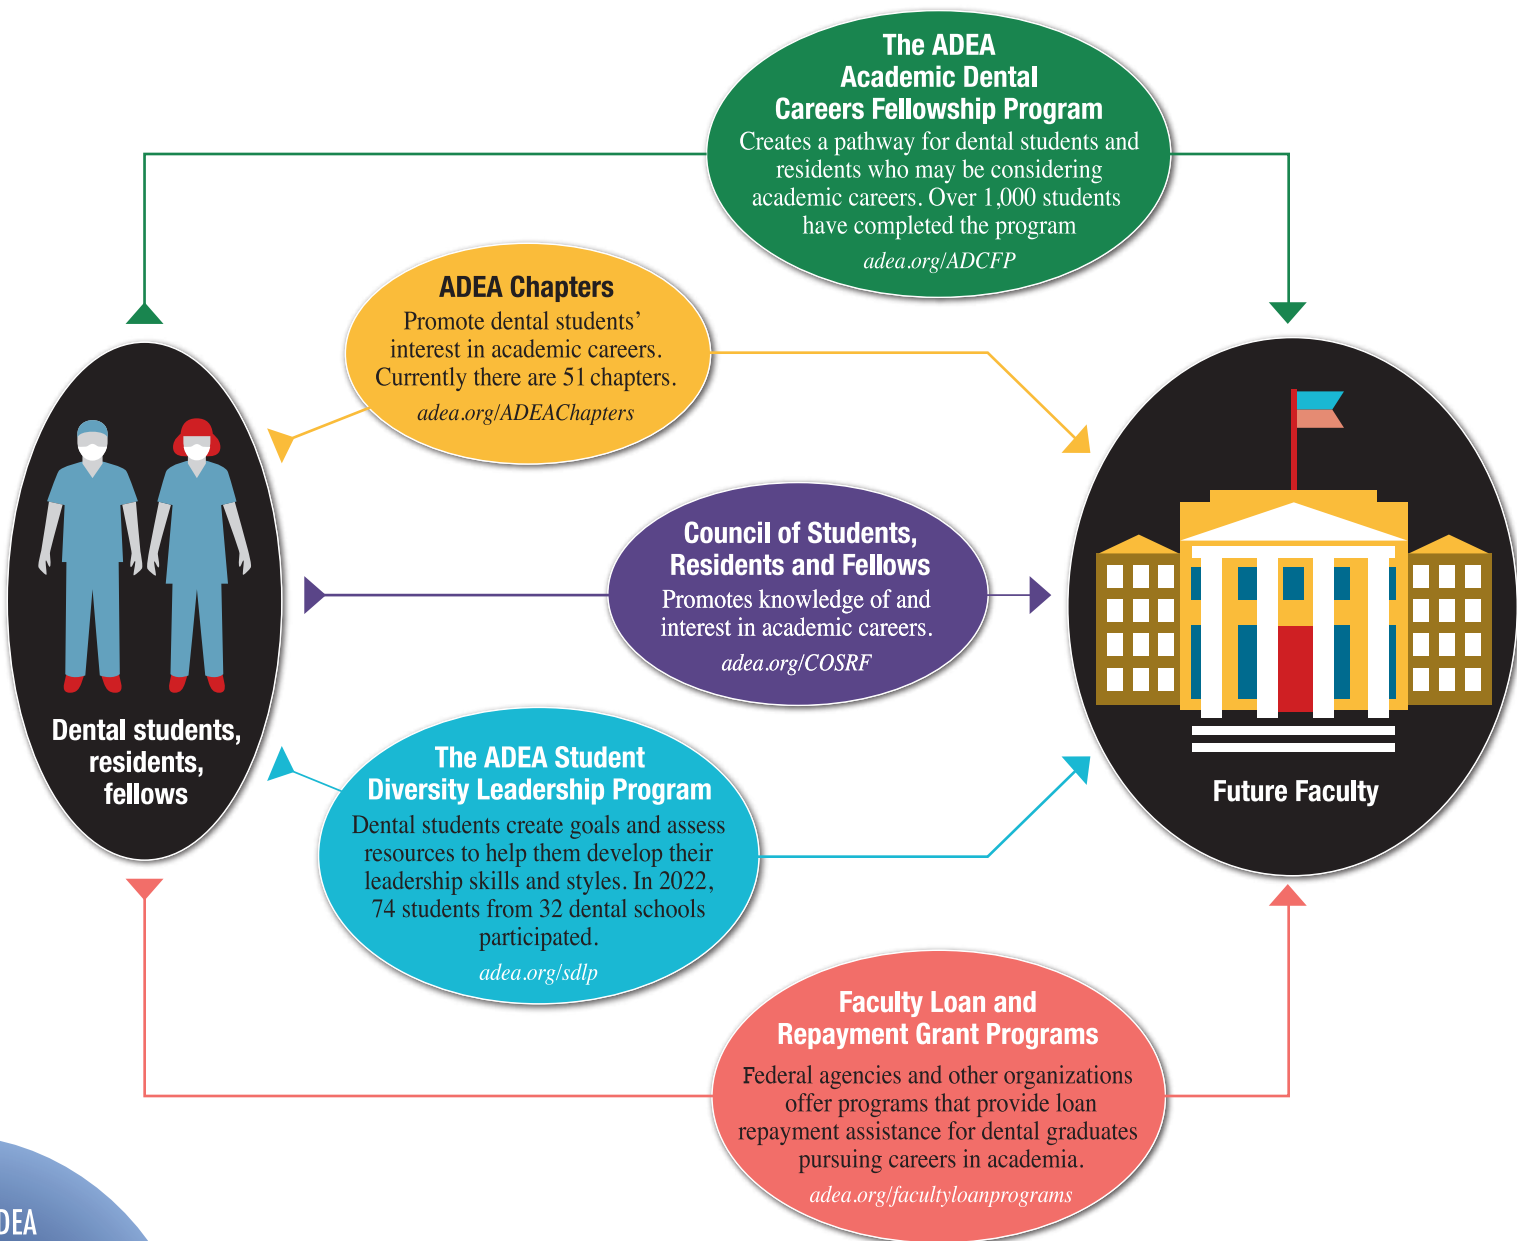 The ADEA
Academic Dental
Careers Fellowship Program
Creates a pathway for dental students and
residents who may be considering
academic careers. Over 1,000 students
have completed the program
adea.org/ADCFP
ADEA Chapters
Promote dental students’
interest in academic careers.
Currently there are 51 chapters.
adea.org/ADEAChapters
Council of Students,
Residents and Fellows
Promotes knowledge of and
interest in academic careers.
adea.org/COSRF
Dental students,
residents,
fellows
Future Faculty
The ADEA Student
Diversity Leadership Program
Dental students create goals and assess
resources to help them develop their
leadership skills and styles. In 2022,
74 students from 32 dental schools
participated.
adea.org/sdlp
Faculty Loan and
Repayment Grant Programs
Federal agencies and other organizations
offer programs that provide loan
repayment assistance for dental graduates
pursuing careers in academia.
adea.org/facultyloanprograms